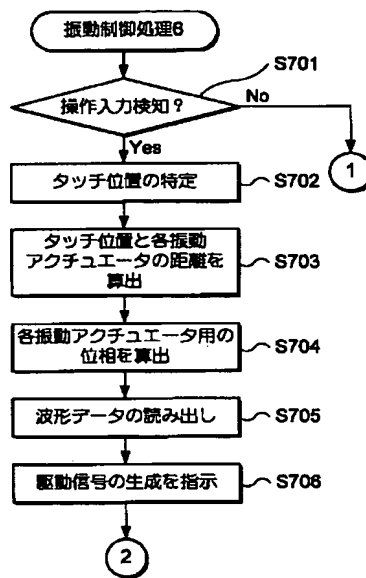 振動制御処理6
S701
操作入力検知?
No
Yes
1
タッチ位置の特定
S702
タッチ位置と各振動
アクチュエータの距離を
算出
S703
各振動アクチュエータ用の
位相を算出
S704
波形データの読み出し
S705
駆動信号の生成を指示
S706
2